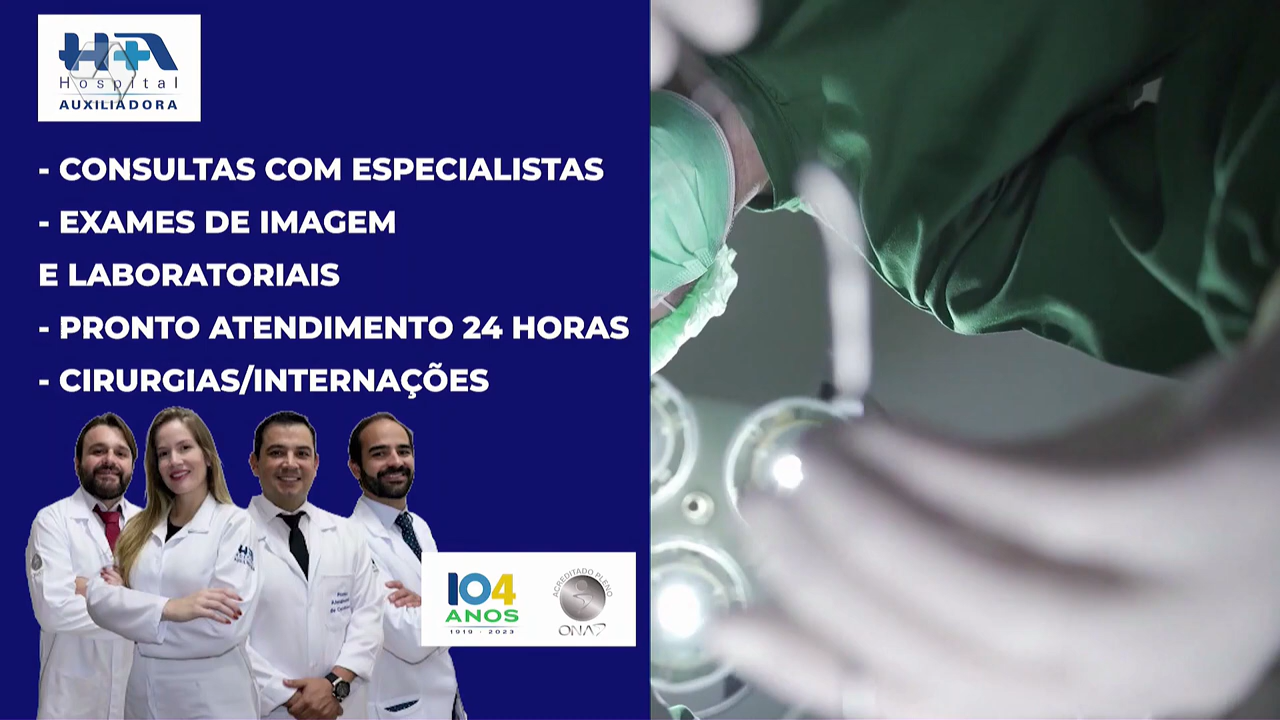 H+A
Hospital
AUXILIADORA
- CONSULTAS COM ESPECIALISTAS
- EXAMES DE IMAGEM
E LABORATORIAIS
- PRONTO ATENDIMENTO 24 HORAS
- CIRURGIAS/INTERNAÇÕES
104
ANOS
1919 - 2023
ACREDITADO PLENO
ONA